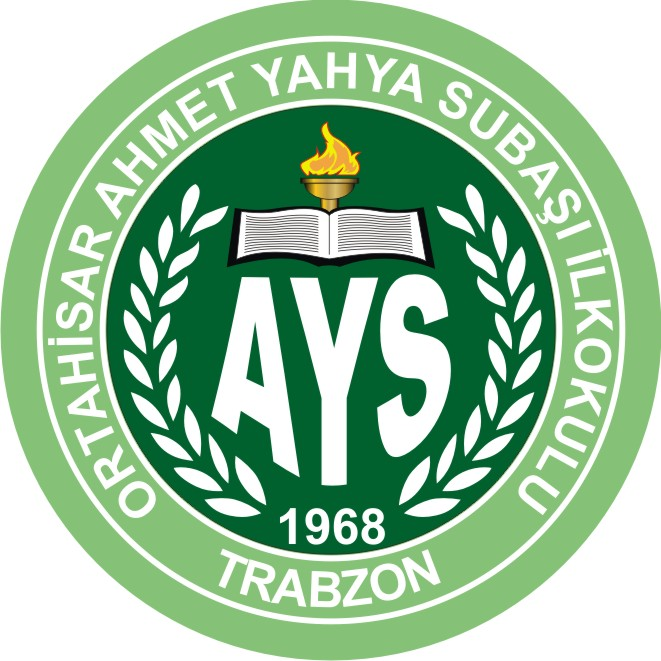 ORTAHİSAR AHMET YAHYA SUBAŞI İLKOKULU
AYS
1968
TRABZON